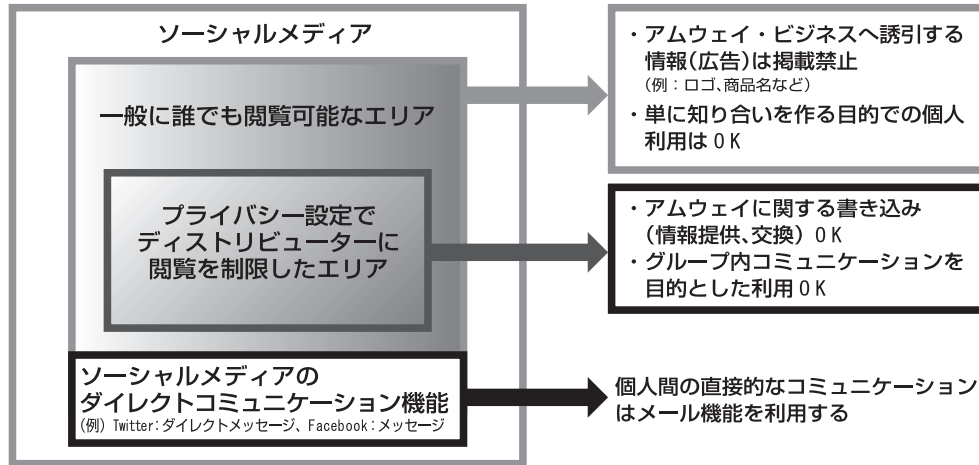 ソーシャルメディア
一般に誰でも閲覧可能なエリア
プライバシー設定で
ディストリビューターに
閲覧を制限したエリア
ソーシャルメディアの
ダイレクトコミュニケーション機能
(例) Twitter:ダイレクトメッセージ、Facebook:メッセージ
・アムウェイ・ビジネスへ誘引する
情報(広告)は掲載禁止
(例:ロゴ、商品名など)
・単に知り合いを作る目的での個人
利用はOK
・アムウェイに関する書き込み
(情報提供、交換)OK
・グループ内コミュニケーションを
目的とした利用OK
個人間の直接的なコミュニケーション
はメール機能を利用する